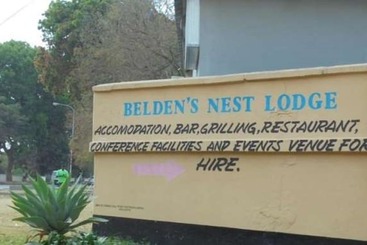 BELDEN'S NEST LODGE
ACCOMODATION, BAR, GRILLING, RESTAURANT,
CONFERENCE FACILITIES AND EVENTS VENUE FOR
HIRE.